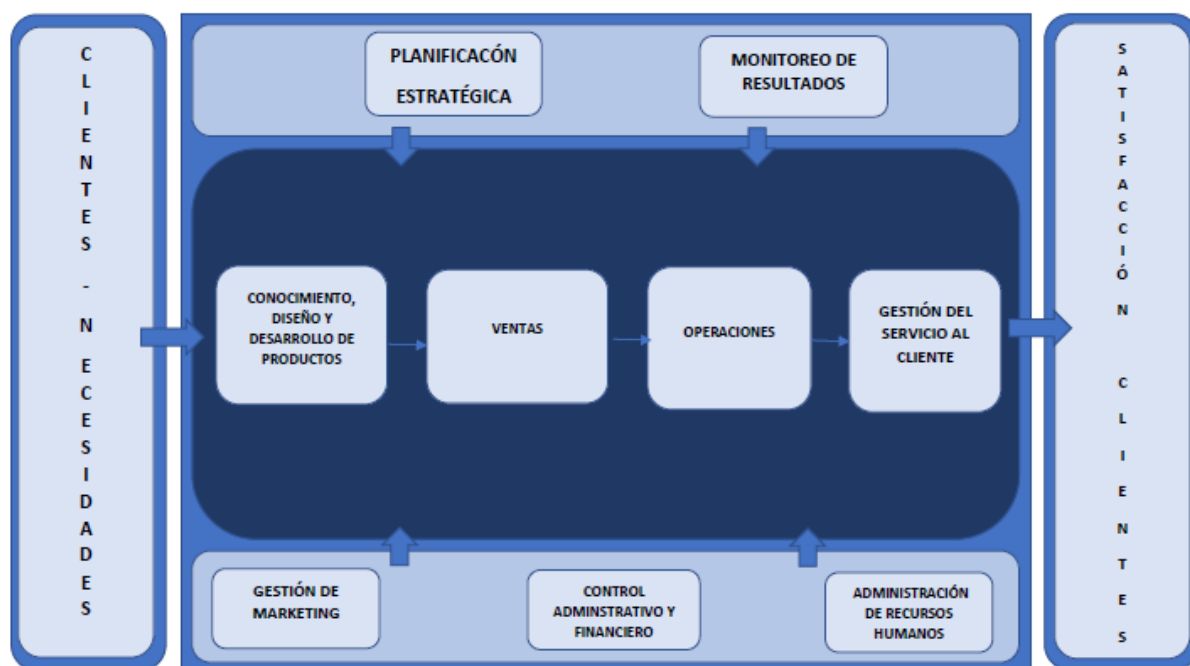 CLIENTES - NECESIDADES
PLANIFICACÓN
ESTRATÉGICA
MONITOREO DE
RESULTADOS
CONOCIMIENTO,
DISEÑO Y
DESARROLLO DE
PRODUCTOS
VENTAS
OPERACIONES
GESTIÓN DEL
SERVICIO AL
CLIENTE
GESTIÓN DE
MARKETING
CONTROL
ADMINSTRATIVO Y
FINANCIERO
ADMINISTRACIÓN
DE RECURSOS
HUMANOS
SATISFACCIÓN CLIENTES